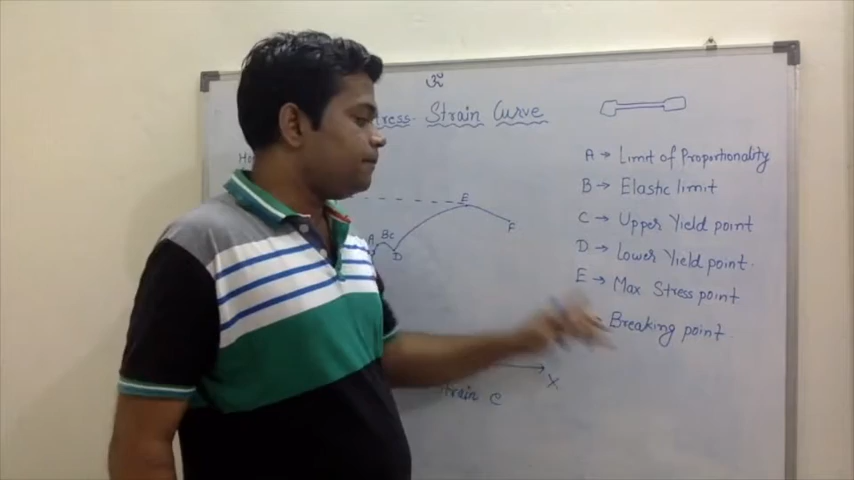 ॐ
Stress-Strain Curve
A → Limit of Proportionality
B → Elastic limit
C → Upper Yield point
D → Lower Yield point
E → Max Stress point
Breaking point
E
F
A
B C
D
X
Strain e